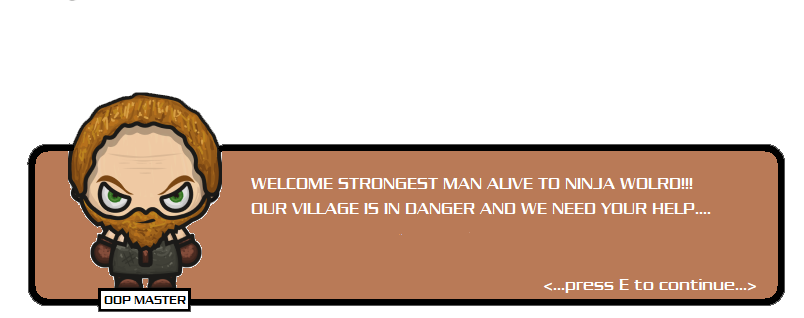 WELCOME STRONGEST MAN ALIVE TO NINJA WOLRD!!!
OUR VILLAGE IS IN DANGER AND WE NEED YOUR HELP....
<...press E to continue...>
OOP MASTER